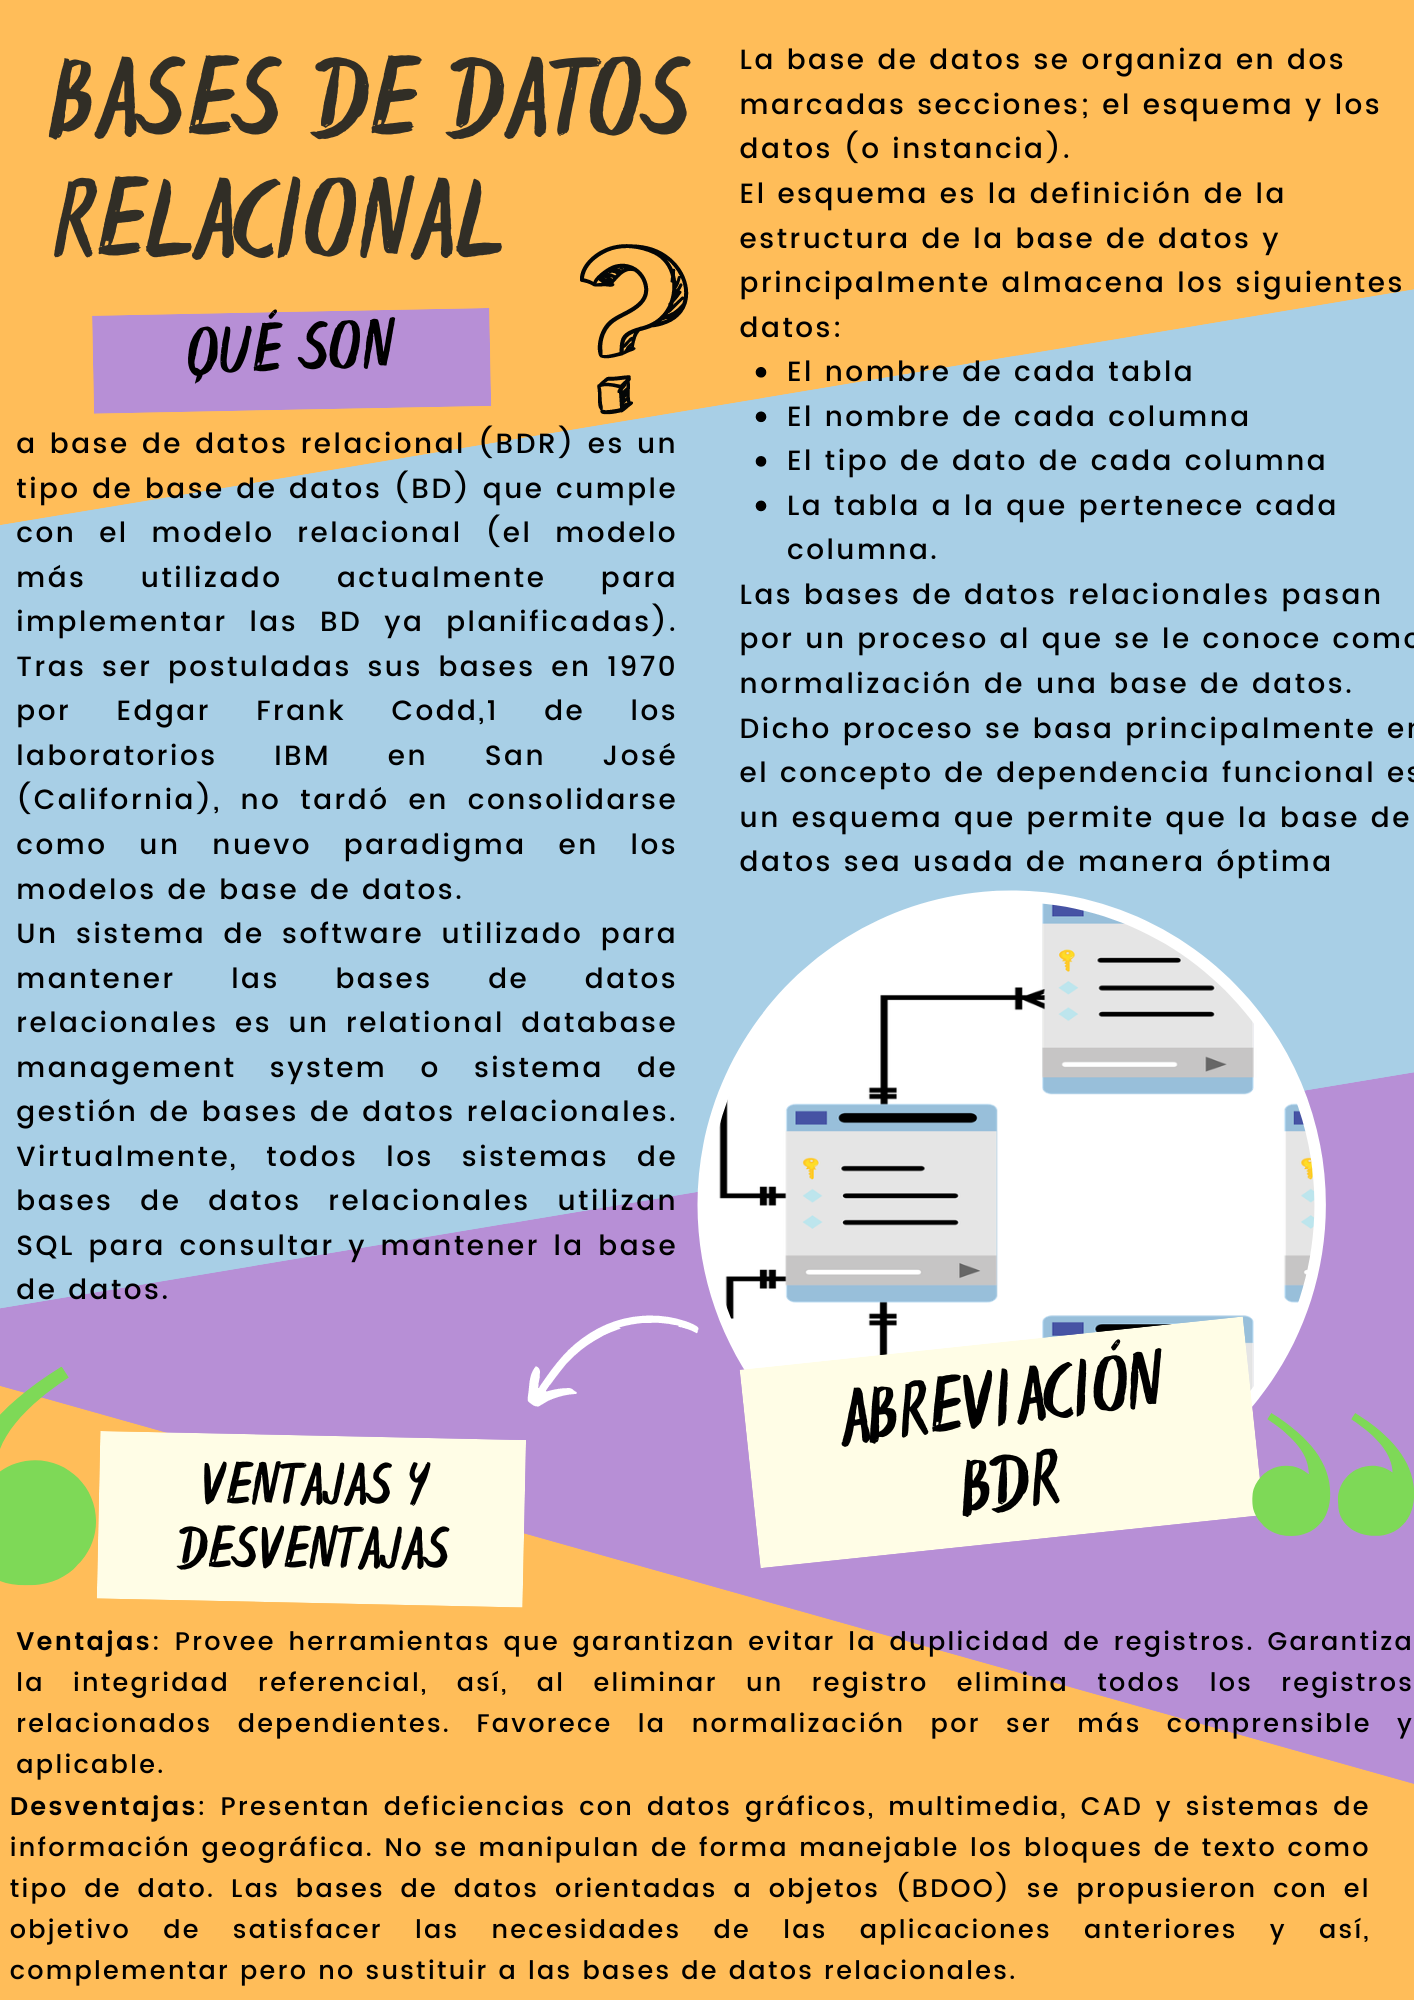 BASES DE DATOS
RELACIONAL
?
QUÉ SON
a base de datos relacional (BDR) es un
tipo de base de datos (BD) que cumple
con el modelo relacional (el modelo
más utilizado actualmente para
implementar las BD ya planificadas).
Tras ser postuladas sus bases en 1970
por Edgar Frank Codd,1 de los
laboratorios IBM en San José
(California), no tardó en consolidarse
como un nuevo paradigma en los
modelos de base de datos.
Un sistema de software utilizado para
mantener las bases de datos
relacionales es un relational database
management system o sistema de
gestión de bases de datos relacionales.
Virtualmente, todos los sistemas de
bases de datos relacionales utilizan
SQL para consultar y mantener la base
de datos.
La base de datos se organiza en dos
marcadas secciones; el esquema y los
datos (o instancia).
El esquema es la definición de la
estructura de la base de datos y
principalmente almacena los siguientes
datos:
• El nombre de cada tabla
• El nombre de cada columna
• El tipo de dato de cada columna
• La tabla a la que pertenece cada
columna.
Las bases de datos relacionales pasan
por un proceso al que se le conoce como
normalización de una base de datos.
Dicho proceso se basa principalmente en
el concepto de dependencia funcional es
un esquema que permite que la base de
datos sea usada de manera óptima
ABREVIACIÓN
BDR
VENTAJAS Y
DESVENTAJAS
Ventajas: Provee herramientas que garantizan evitar la duplicidad de registros. Garantiza
la integridad referencial, así, al eliminar un registro elimina todos los registros
relacionados dependientes. Favorece la normalización por ser más comprensible y
aplicable.
Desventajas: Presentan deficiencias con datos gráficos, multimedia, CAD y sistemas de
información geográfica. No se manipulan de forma manejable los bloques de texto como
tipo de dato. Las bases de datos orientadas a objetos (BDOO) se propusieron con el
objetivo de satisfacer las necesidades de las aplicaciones anteriores y así,
complementar pero no sustituir a las bases de datos relacionales.